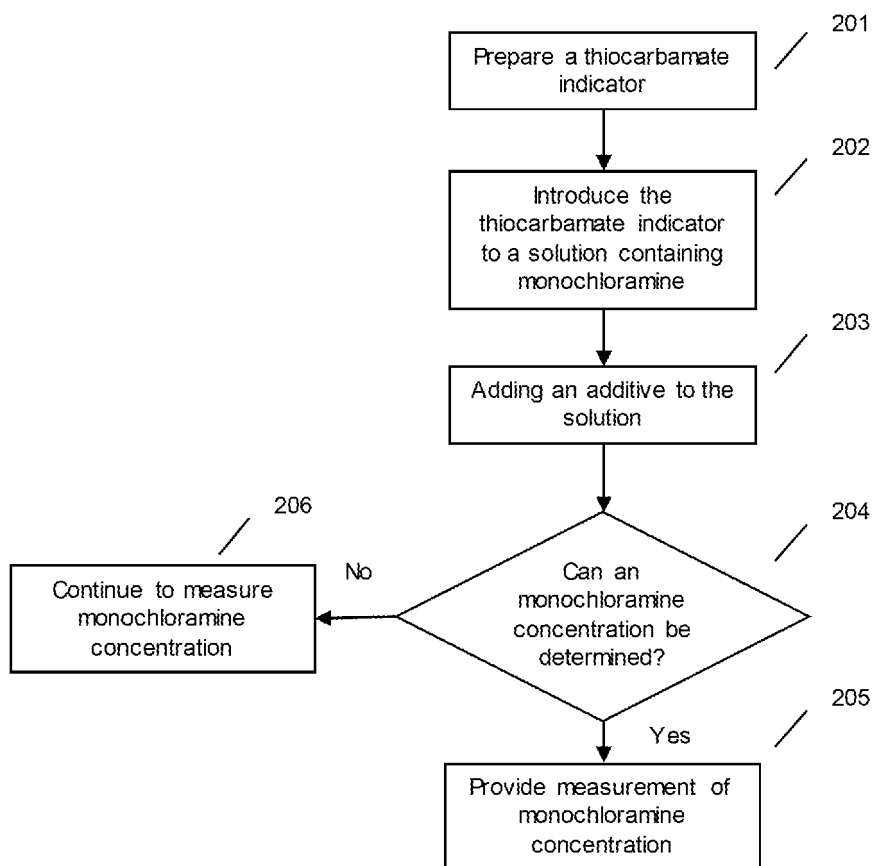 201
Prepare a thiocarbamate
indicator
202
Introduce the
thiocarbamate indicator
to a solution containing
monochloramine
203
Adding an additive to the
solution
204
Can an
monochloramine
concentration be
determined?
206
No
Continue to measure
monochloramine
concentration
205
Yes
Provide measurement of
monochloramine
concentration